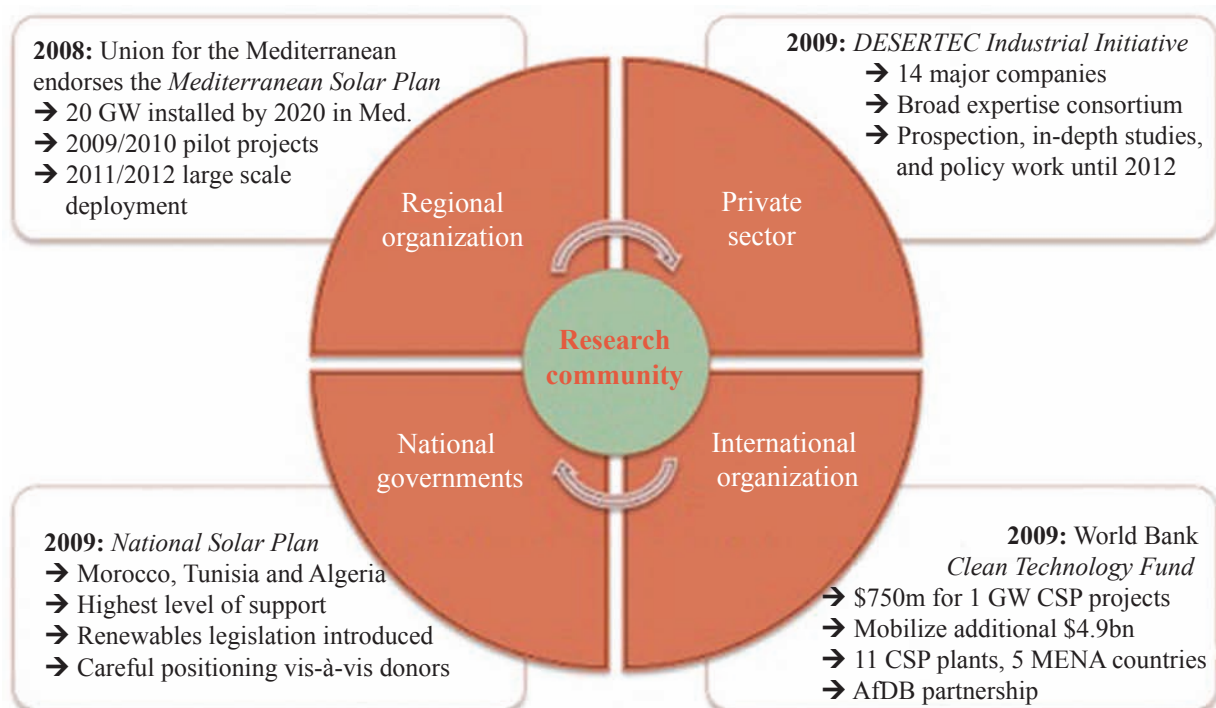 2008: Union for the Mediterranean
endorses the Mediterranean Solar Plan
➔ 20 GW installed by 2020 in Med.
➔ 2009/2010 pilot projects
➔ 2011/2012 large scale
deployment
2009: DESERTEC Industrial Initiative
➔ 14 major companies
➔ Broad expertise consortium
➔ Prospection, in-depth studies,
and policy work until 2012
Regional
organization
Private
sector
Research
community
National
governments
International
organization
2009: National Solar Plan
➔ Morocco, Tunisia and Algeria
➔ Highest level of support
➔ Renewables legislation introduced
➔ Careful positioning vis-à-vis donors
2009: World Bank
Clean Technology Fund
➔ $750m for 1 GW CSP projects
➔ Mobilize additional $4.9bn
➔ 11 CSP plants, 5 MENA countries
➔ AfDB partnership